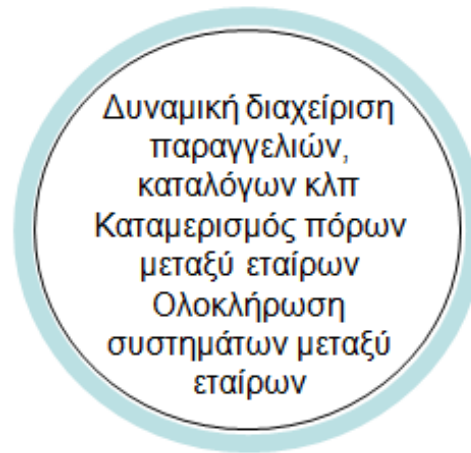 Δυναμική διαχείριση
παραγγελιών,
καταλόγων κλπ
Καταμερισμός πόρων
μεταξύ εταίρων
Ολοκλήρωση
συστημάτων μεταξύ
εταίρων